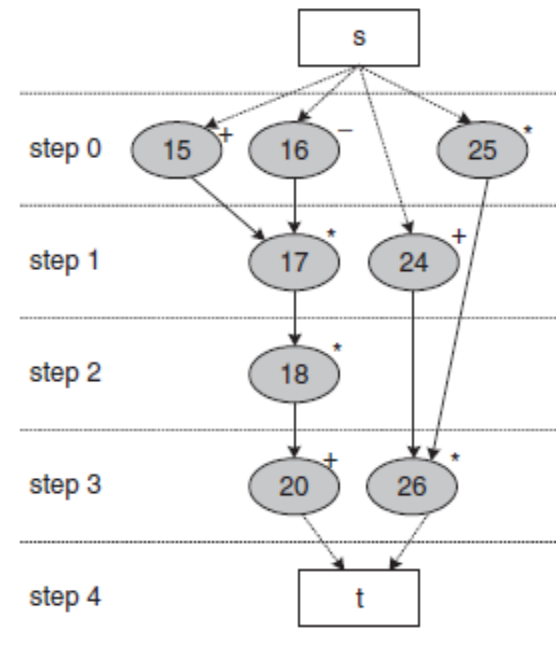 s
step 0 15 + 16 − 25 *
step 1 17 * 24 +
step 2 18 *
step 3 20 + 26 *
step 4 t